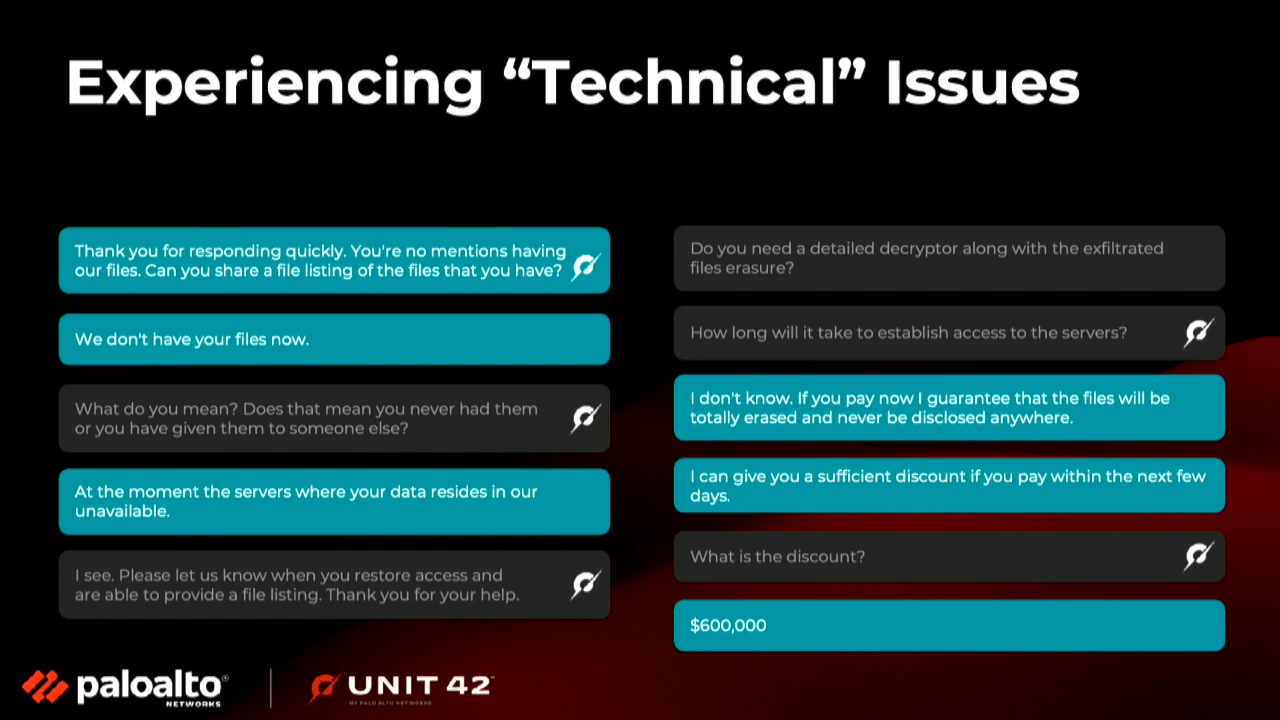 Experiencing “Technical” Issues
Thank you for responding quickly. You're no mentions having
our files. Can you share a file listing of the files that you have?
We don't have your files now.
What do you mean? Does that mean you never had them
or you have given them to someone else?
At the moment the servers where your data resides in our
unavailable.
I see. Please let us know when you restore access and
are able to provide a file listing. Thank you for your help.
Do you need a detailed decryptor along with the exfiltrated
files erasure?
How long will it take to establish access to the servers?
I don't know. If you pay now I guarantee that the files will be
totally erased and never be disclosed anywhere.
I can give you a sufficient discount if you pay within the next few
days.
What is the discount?
$600,000
paloalto®
NETWORKS
UNIT 42™
BY PALO ALTO NETWORKS